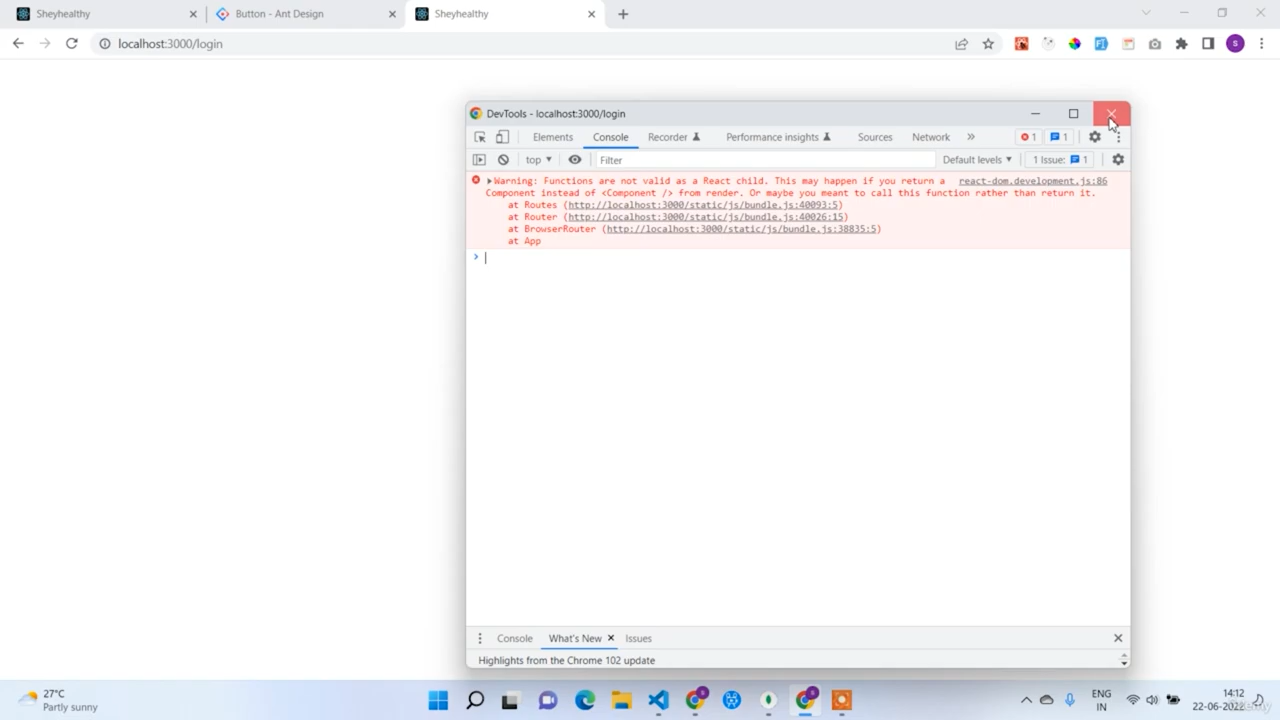 Sheyhealthy
Button - Ant Design
Sheyhealthy
localhost:3000/login
S
DevTools - localhost:3000/login
Elements
Console
Recorder
Performance insights
Sources
Network
»
1
1
top ▼
Filter
Default levels ▼
1 Issue: 1
▶Warning: Functions are not valid as a React child. This may happen if you return a react-dom.development.js:86
Component instead of <Component /> from render. Or maybe you meant to call this function rather than return it.
at Routes (http://localhost:3000/static/js/bundle.js:40093:5)
at Router (http://localhost:3000/static/js/bundle.js:40026:15)
at BrowserRouter (http://localhost:3000/static/js/bundle.js:38835:5)
at App
>
Console
What's New
Issues
Highlights from the Chrome 102 update
27°C
Partly sunny
ENG
IN
14:12
22-06-2022